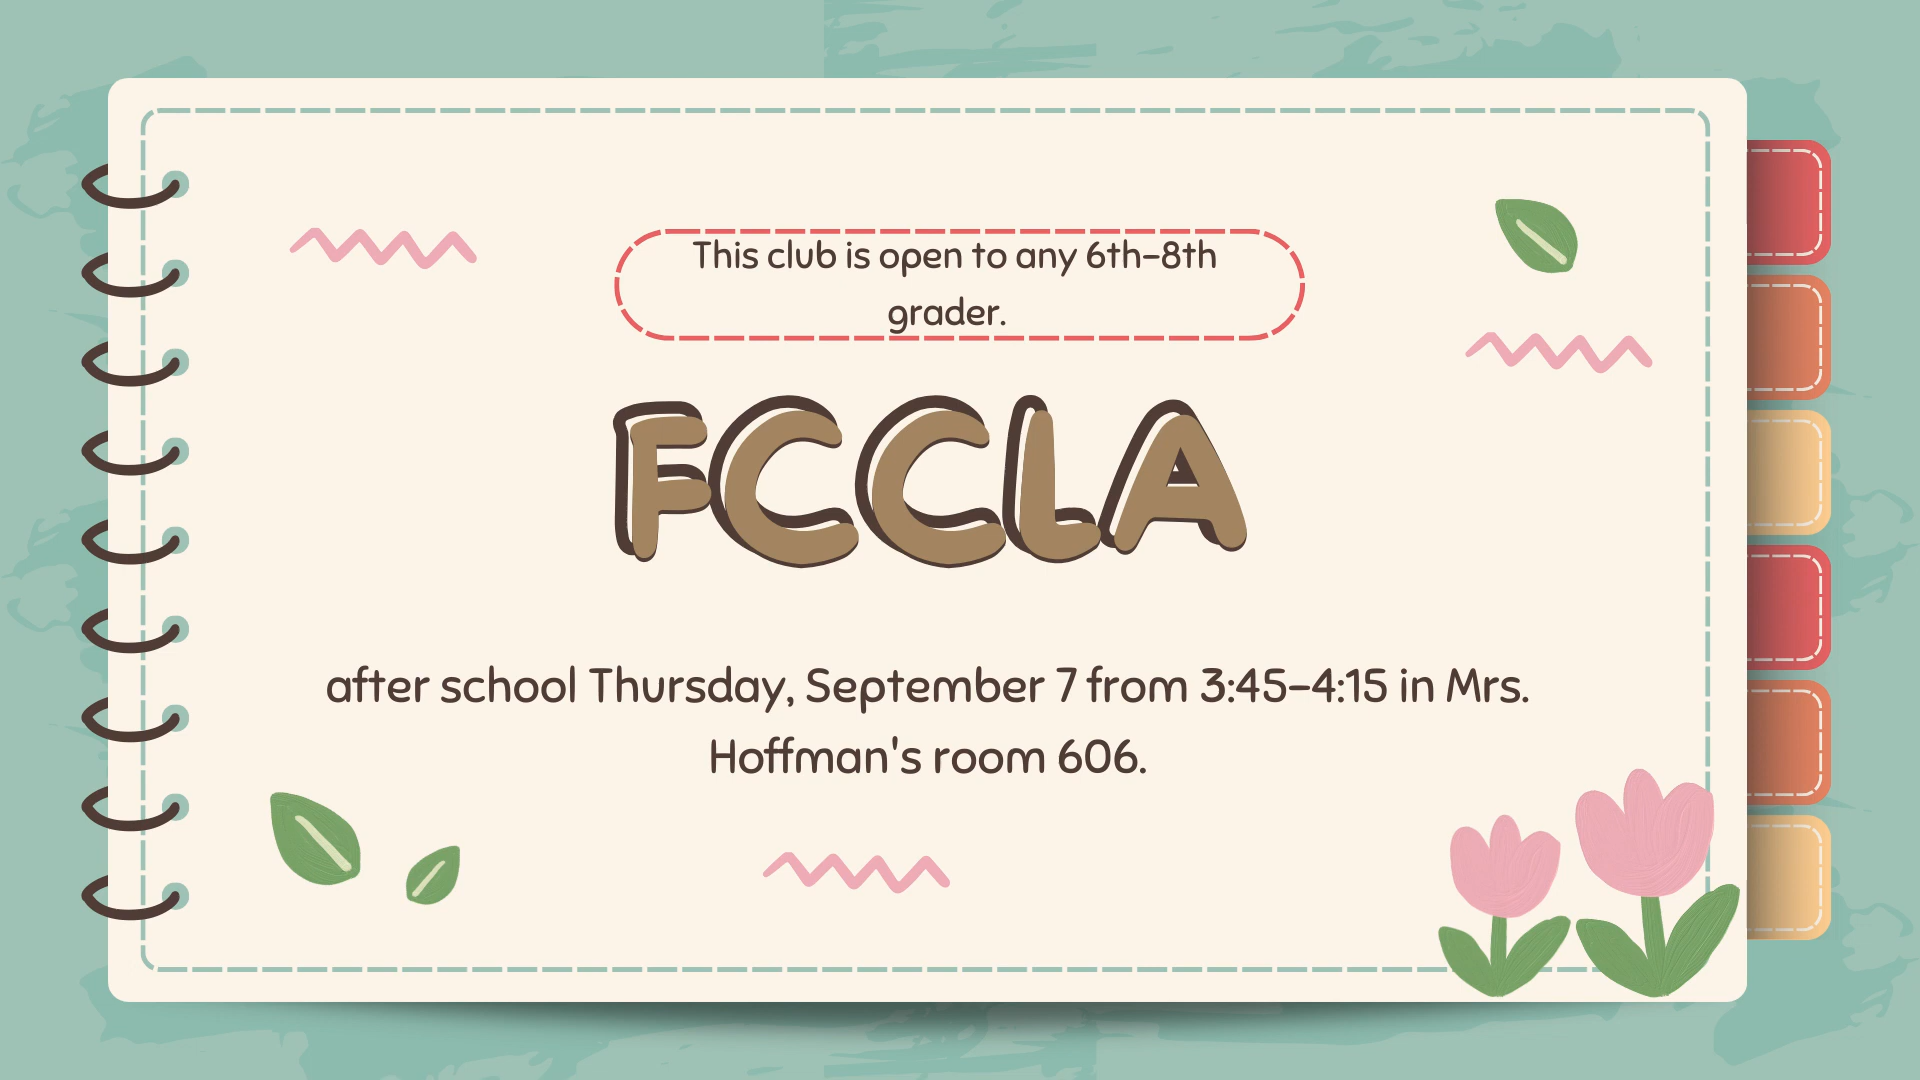 This club is open to any 6th-8th
grader.
FCCLA
after school Thursday, September 7 from 3:45-4:15 in Mrs.
Hoffman's room 606.